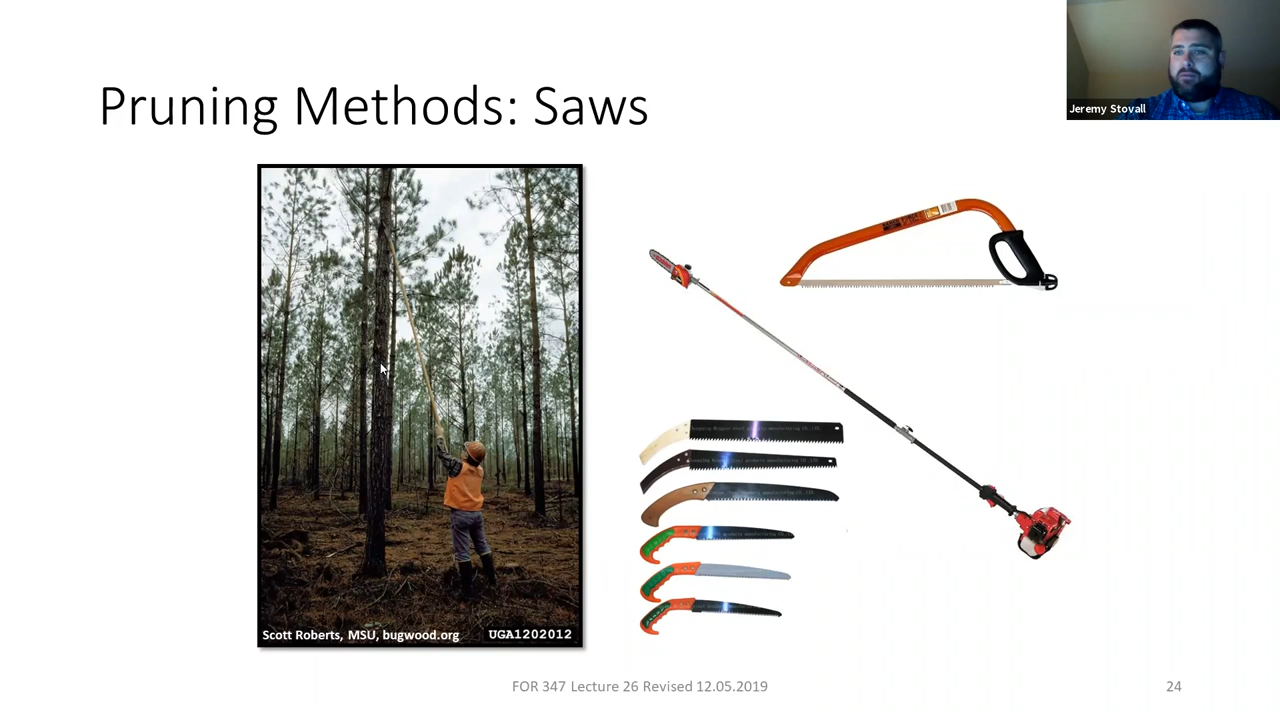 Jeremy Stovall
Pruning Methods: Saws
Scott Roberts, MSU, bugwood.org
UGA1202012
FOR 347 Lecture 26 Revised 12.05.2019
24